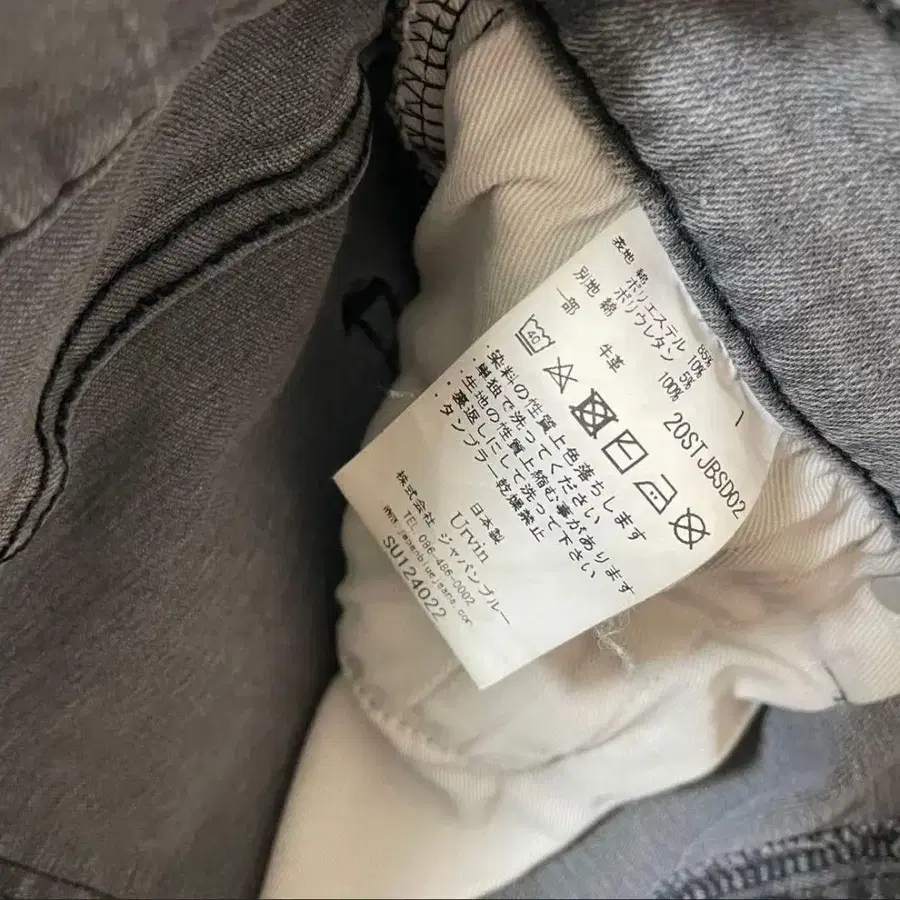 表地 綿 85%
ポリエステル 10%
ポリウレタン 5%
別地 綿 100%
一部 牛革
1
20STJBSD02
40
染料の性質上色落ちします
・単独で洗ってください
・生地の性質上縮む事があります
・裏返しにして洗って下さい
・タンブラー乾燥禁止
日本製
Urvin
株式会社 ジャパンブルー
TEL 086-486-0002
www.japanbluejeans.com
SU124022